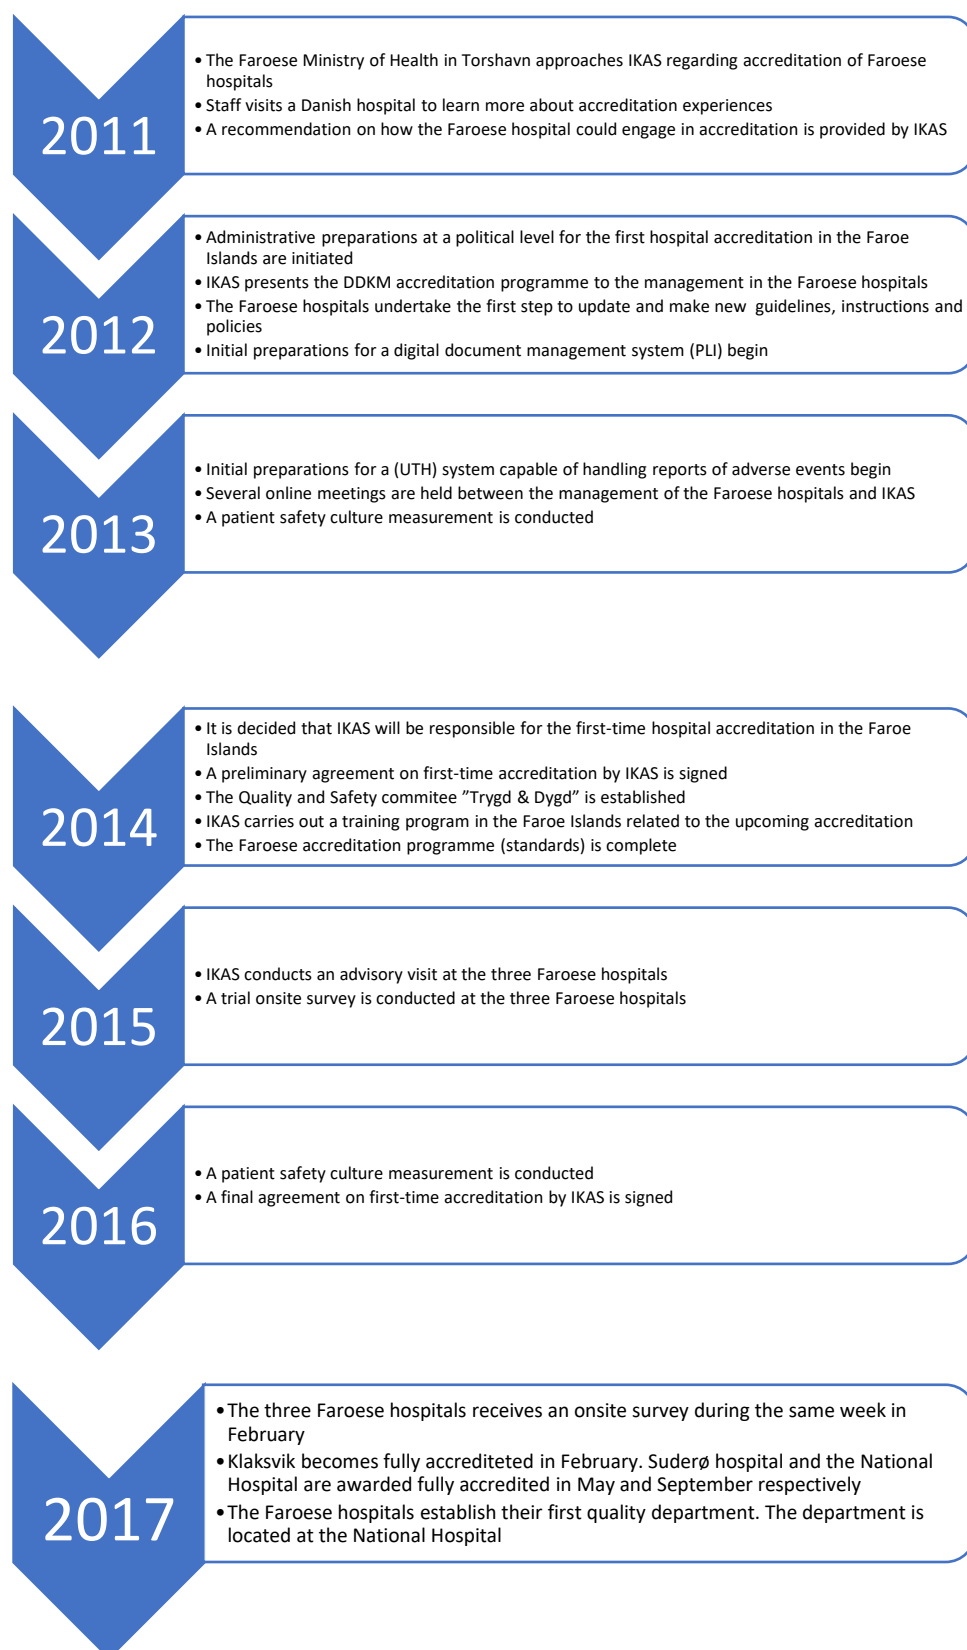 2011
• The Faroese Ministry of Health in Torshavn approaches IKAS regarding accreditation of Faroese
hospitals
• Staff visits a Danish hospital to learn more about accreditation experiences
• A recommendation on how the Faroese hospital could engage in accreditation is provided by IKAS
2012
• Administrative preparations at a political level for the first hospital accreditation in the Faroe
Islands are initiated
• IKAS presents the DDKM accreditation programme to the management in the Faroese hospitals
• The Faroese hospitals undertake the first step to update and make new guidelines, instructions and
policies
• Initial preparations for a digital document management system (PLI) begin
2013
• Initial preparations for a (UTH) system capable of handling reports of adverse events begin
• Several online meetings are held between the management of the Faroese hospitals and IKAS
• A patient safety culture measurement is conducted
2014
• It is decided that IKAS will be responsible for the first-time hospital accreditation in the Faroe
Islands
• A preliminary agreement on first-time accreditation by IKAS is signed
• The Quality and Safety commitee ”Trygd & Dygd” is established
• IKAS carries out a training program in the Faroe Islands related to the upcoming accreditation
• The Faroese accreditation programme (standards) is complete
2015
• IKAS conducts an advisory visit at the three Faroese hospitals
• A trial onsite survey is conducted at the three Faroese hospitals
2016
• A patient safety culture measurement is conducted
• A final agreement on first-time accreditation by IKAS is signed
2017
• The three Faroese hospitals receives an onsite survey during the same week in
February
• Klaksvik becomes fully accrediteted in February. Suderø hospital and the National
Hospital are awarded fully accredited in May and September respectively
• The Faroese hospitals establish their first quality department. The department is
located at the National Hospital